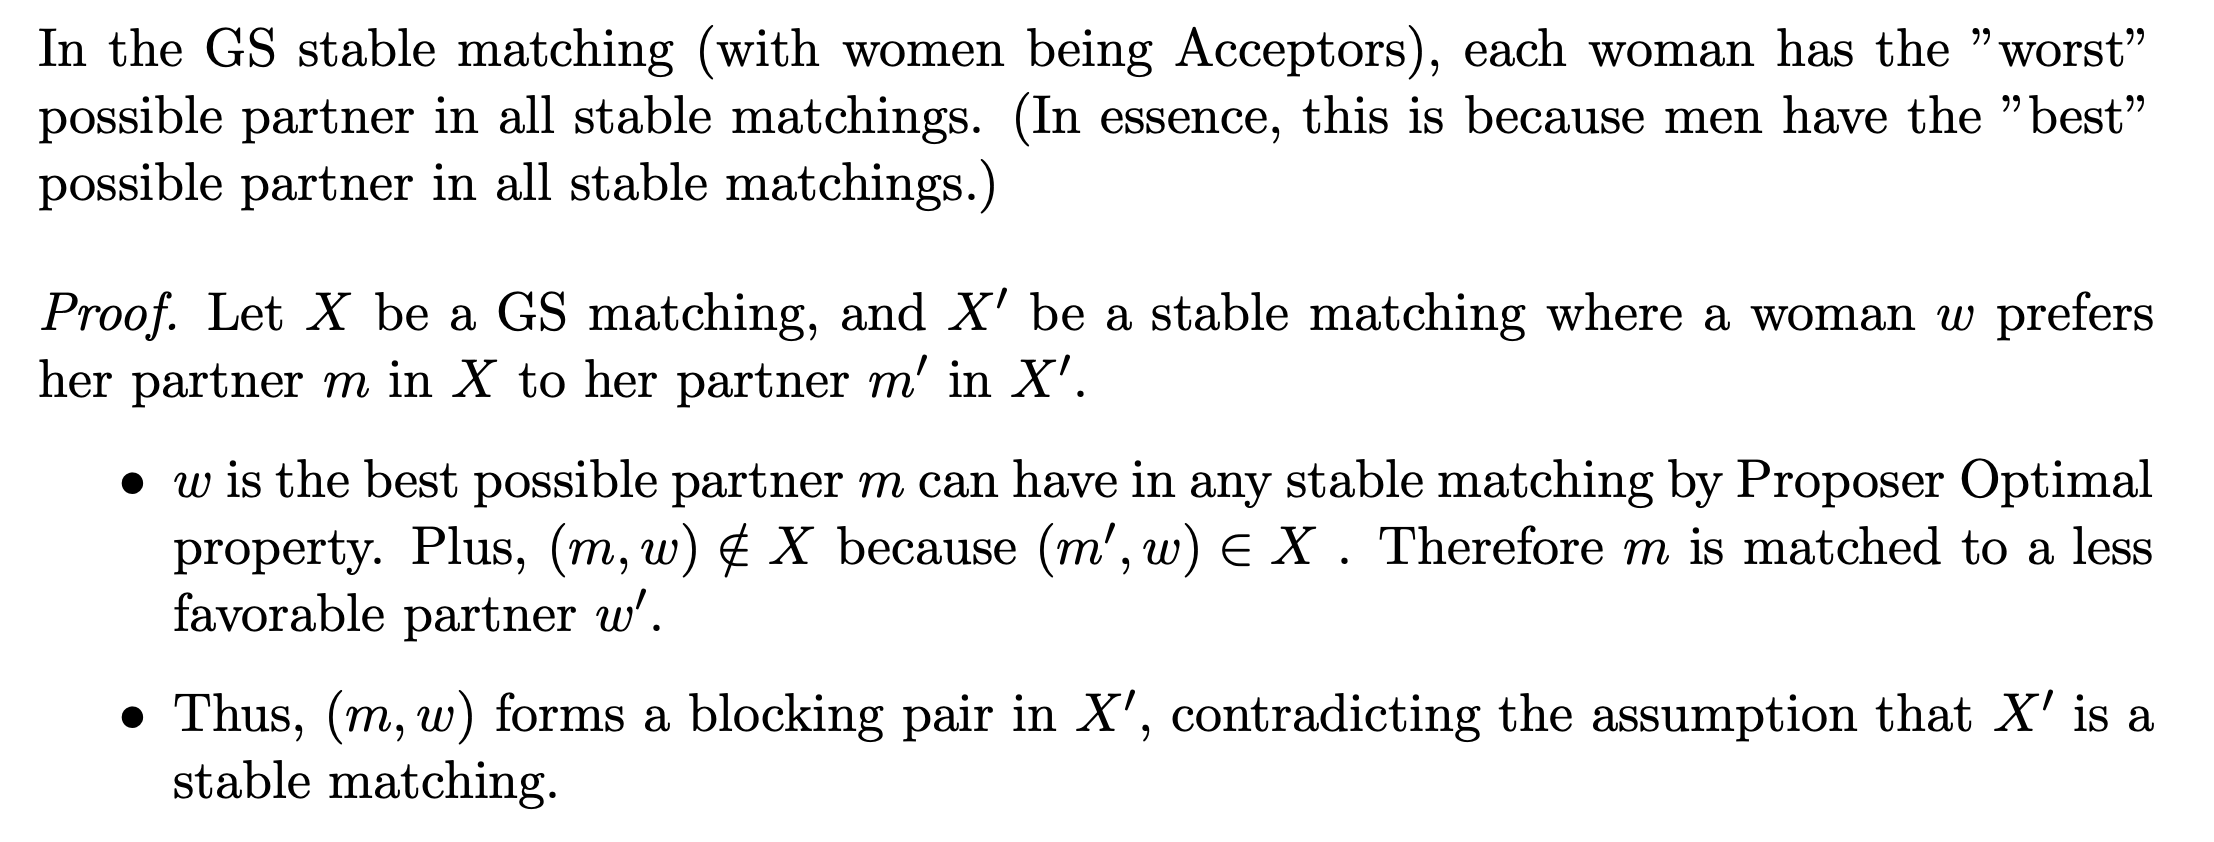 In the GS stable matching (with women being Acceptors), each woman has the ”worst”
possible partner in all stable matchings. (In essence, this is because men have the ”best”
possible partner in all stable matchings.)
Proof. Let X be a GS matching, and X′ be a stable matching where a woman w prefers
her partner m in X to her partner m′ in X′.
• w is the best possible partner m can have in any stable matching by Proposer Optimal
property. Plus, (m, w) ∉ X because (m′, w) ∈ X . Therefore m is matched to a less
favorable partner w′.
• Thus, (m, w) forms a blocking pair in X′, contradicting the assumption that X′ is a
stable matching.